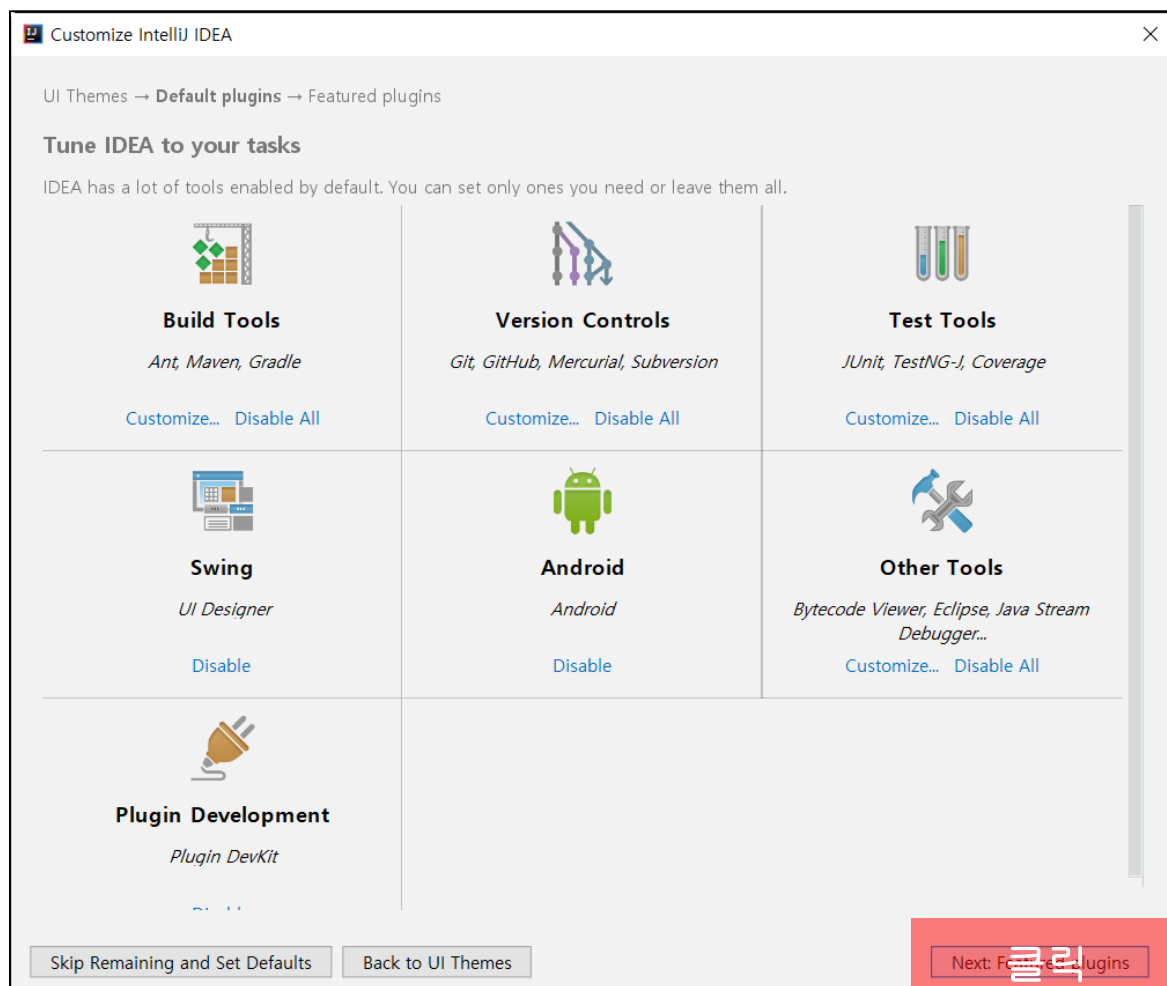 Customize IntelliJ IDEA
UI Themes → Default plugins → Featured plugins
Tune IDEA to your tasks
IDEA has a lot of tools enabled by default. You can set only ones you need or leave them all.
Build Tools
Ant, Maven, Gradle
Customize... Disable All
Version Controls
Git, GitHub, Mercurial, Subversion
Customize... Disable All
Test Tools
JUnit, TestNG-J, Coverage
Customize... Disable All
Swing
UI Designer
Disable
Android
Android
Disable
Other Tools
Bytecode Viewer, Eclipse, Java Stream
Debugger...
Customize... Disable All
Plugin Development
Plugin DevKit
Skip Remaining and Set Defaults
Back to UI Themes
Next: Featured plugins
클릭